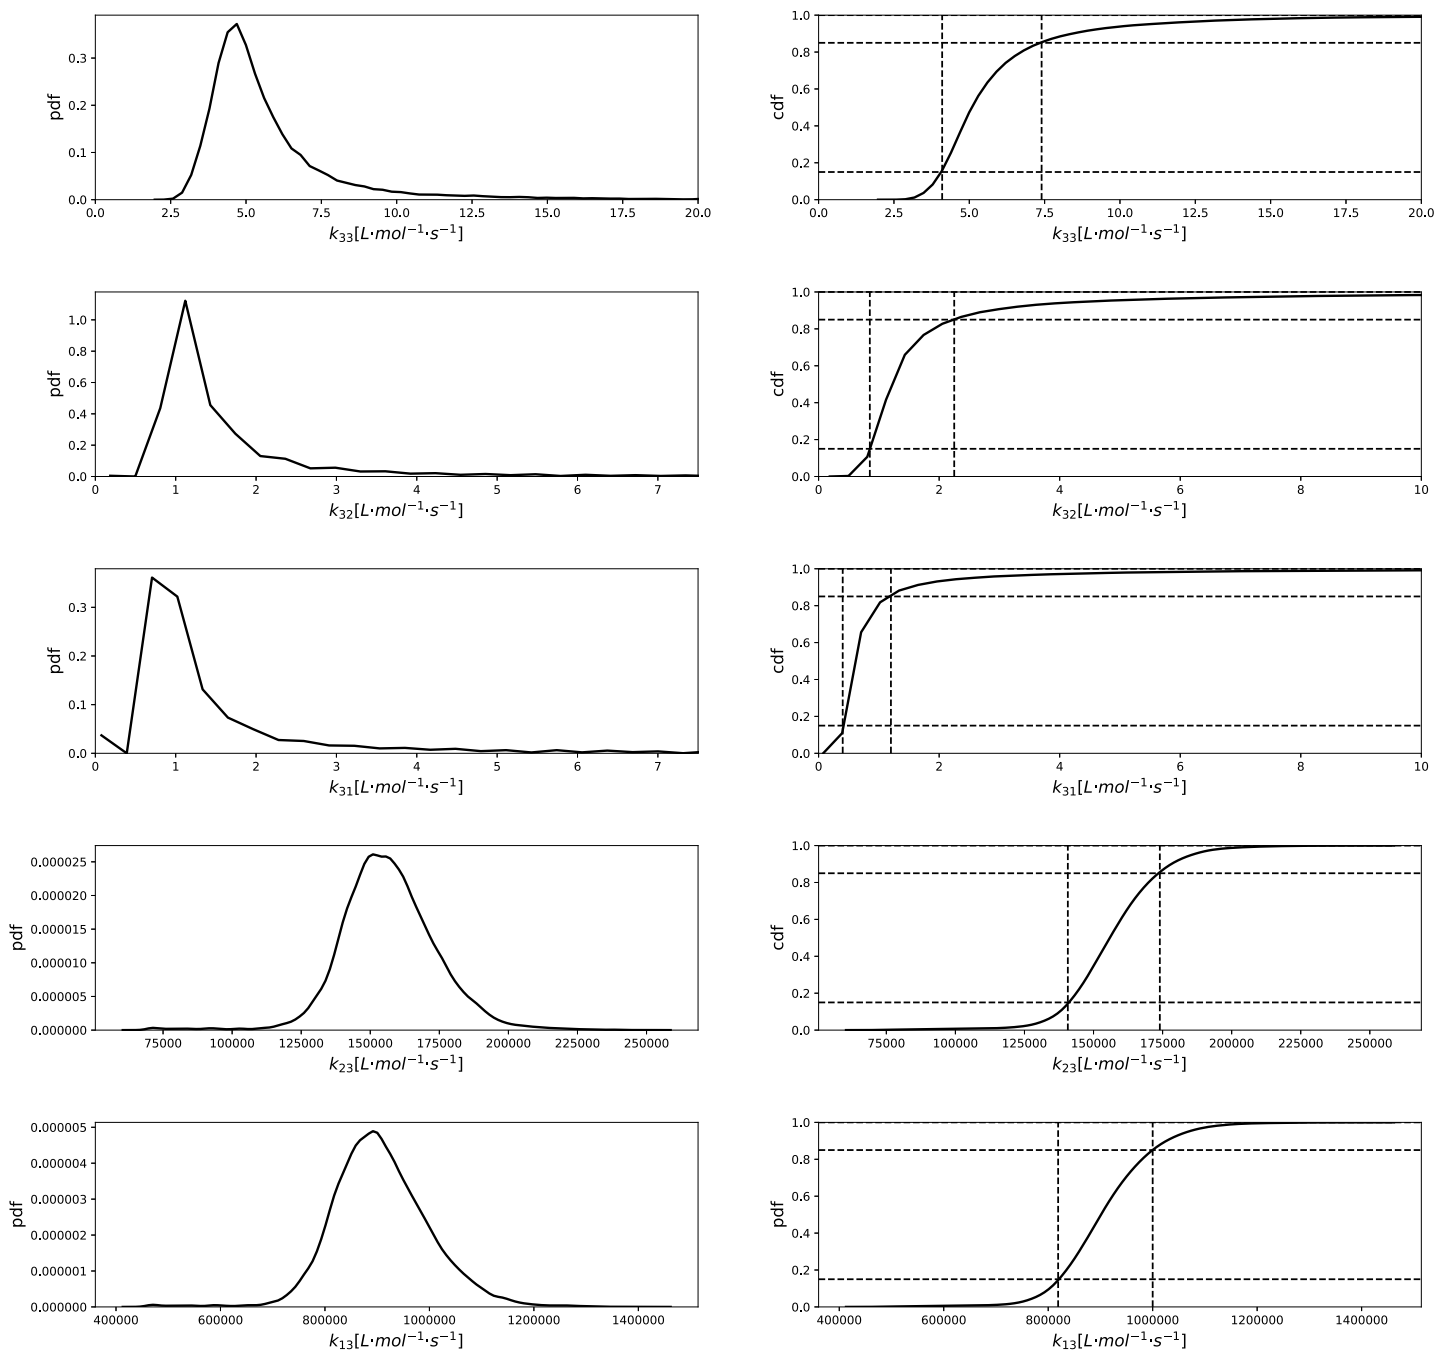 pdf
0.3
0.2
0.1
0.0
0.0 2.5 5.0 7.5 10.0 12.5 15.0 17.5 20.0
k33[L·mol−1·s−1]
cdf
1.0
0.8
0.6
0.4
0.2
0.0
0.0 2.5 5.0 7.5 10.0 12.5 15.0 17.5 20.0
k33[L·mol−1·s−1]
pdf
1.0
0.8
0.6
0.4
0.2
0.0
0 1 2 3 4 5 6 7
k32[L·mol−1·s−1]
cdf
1.0
0.8
0.6
0.4
0.2
0.0
0 2 4 6 8 10
k32[L·mol−1·s−1]
pdf
0.3
0.2
0.1
0.0
0 1 2 3 4 5 6 7
k31[L·mol−1·s−1]
cdf
1.0
0.8
0.6
0.4
0.2
0.0
0 2 4 6 8 10
k31[L·mol−1·s−1]
pdf
0.000025
0.000020
0.000015
0.000010
0.000005
0.000000
75000 100000 125000 150000 175000 200000 225000 250000
k23[L·mol−1·s−1]
cdf
1.0
0.8
0.6
0.4
0.2
0.0
75000 100000 125000 150000 175000 200000 225000 250000
k23[L·mol−1·s−1]
pdf
0.000005
0.000004
0.000003
0.000002
0.000001
0.000000
400000 600000 800000 1000000 1200000 1400000
k13[L·mol−1·s−1]
pdf
1.0
0.8
0.6
0.4
0.2
0.0
400000 600000 800000 1000000 1200000 1400000
k13[L·mol−1·s−1]